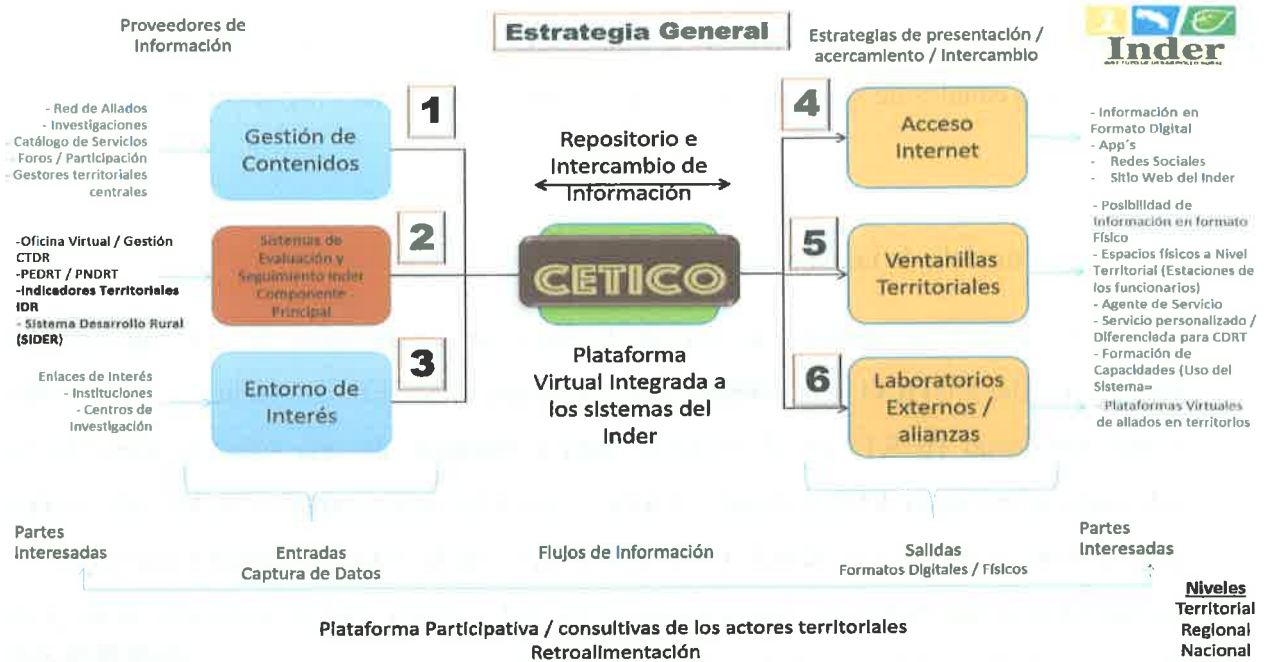 Proveedores de
Información
Estrategia General
Estrategias de presentación /
acercamiento / Intercambio
Inder
- Red de Aliados
- Investigaciones
- Catálogo de Servicios
- Foros / Participación
- Gestores territoriales
centrales
Gestión de
Contenidos
1
Repositorio e
Intercambio de
Información
4
Acceso
Internet
- Información en
Formato Digital
- App's
- Redes Sociales
- Sitio Web del Inder
-Oficina Virtual / Gestión
CTDR
-PEDRT / PNDRT
-Indicadores Territoriales
IDR
- Sistema Desarrollo Rural
(SIDER)
Sistemas de
Evaluación y
Seguimiento Inder
Componente
Principal
2
CETICO
5
Ventanillas
Territoriales
- Posibilidad de
Información en formato
Físico
- Espacios físicos a Nivel
Territorial (Estaciones de
los funcionarios)
- Agente de Servicio
- Servicio personalizado /
Diferenciada para CDRT
- Formación de
Capacidades (Uso del
Sistema=
Enlaces de Interés
- Instituciones
- Centros de
Investigación
Entorno de
Interés
3
Plataforma
Virtual Integrada a
los sistemas del
Inder
6
Laboratorios
Externos /
alianzas
-Plataformas Virtuales
de aliados en territorios
Partes
Interesadas
Entradas
Captura de Datos
Flujos de Información
Salidas
Formatos Digitales / Físicos
Partes
Interesadas
Plataforma Participativa / consultivas de los actores territoriales
Retroalimentación
Niveles
Territorial
Regional
Nacional